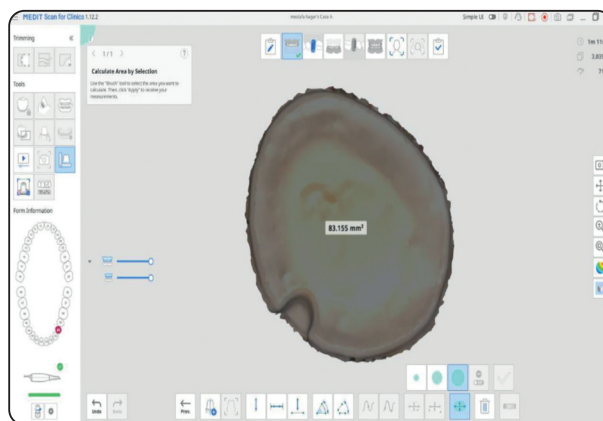 MEDIT Scan for Clinics 1.12.2
Simple UI
Trimming
1/1
Calculate Area by Selection
Use the "Brush" tool to select the area you want to
calculate. Then, click "Apply" to receive your
measurements.
Tools
83.155 mm²
Form Information
Undo
Prev.